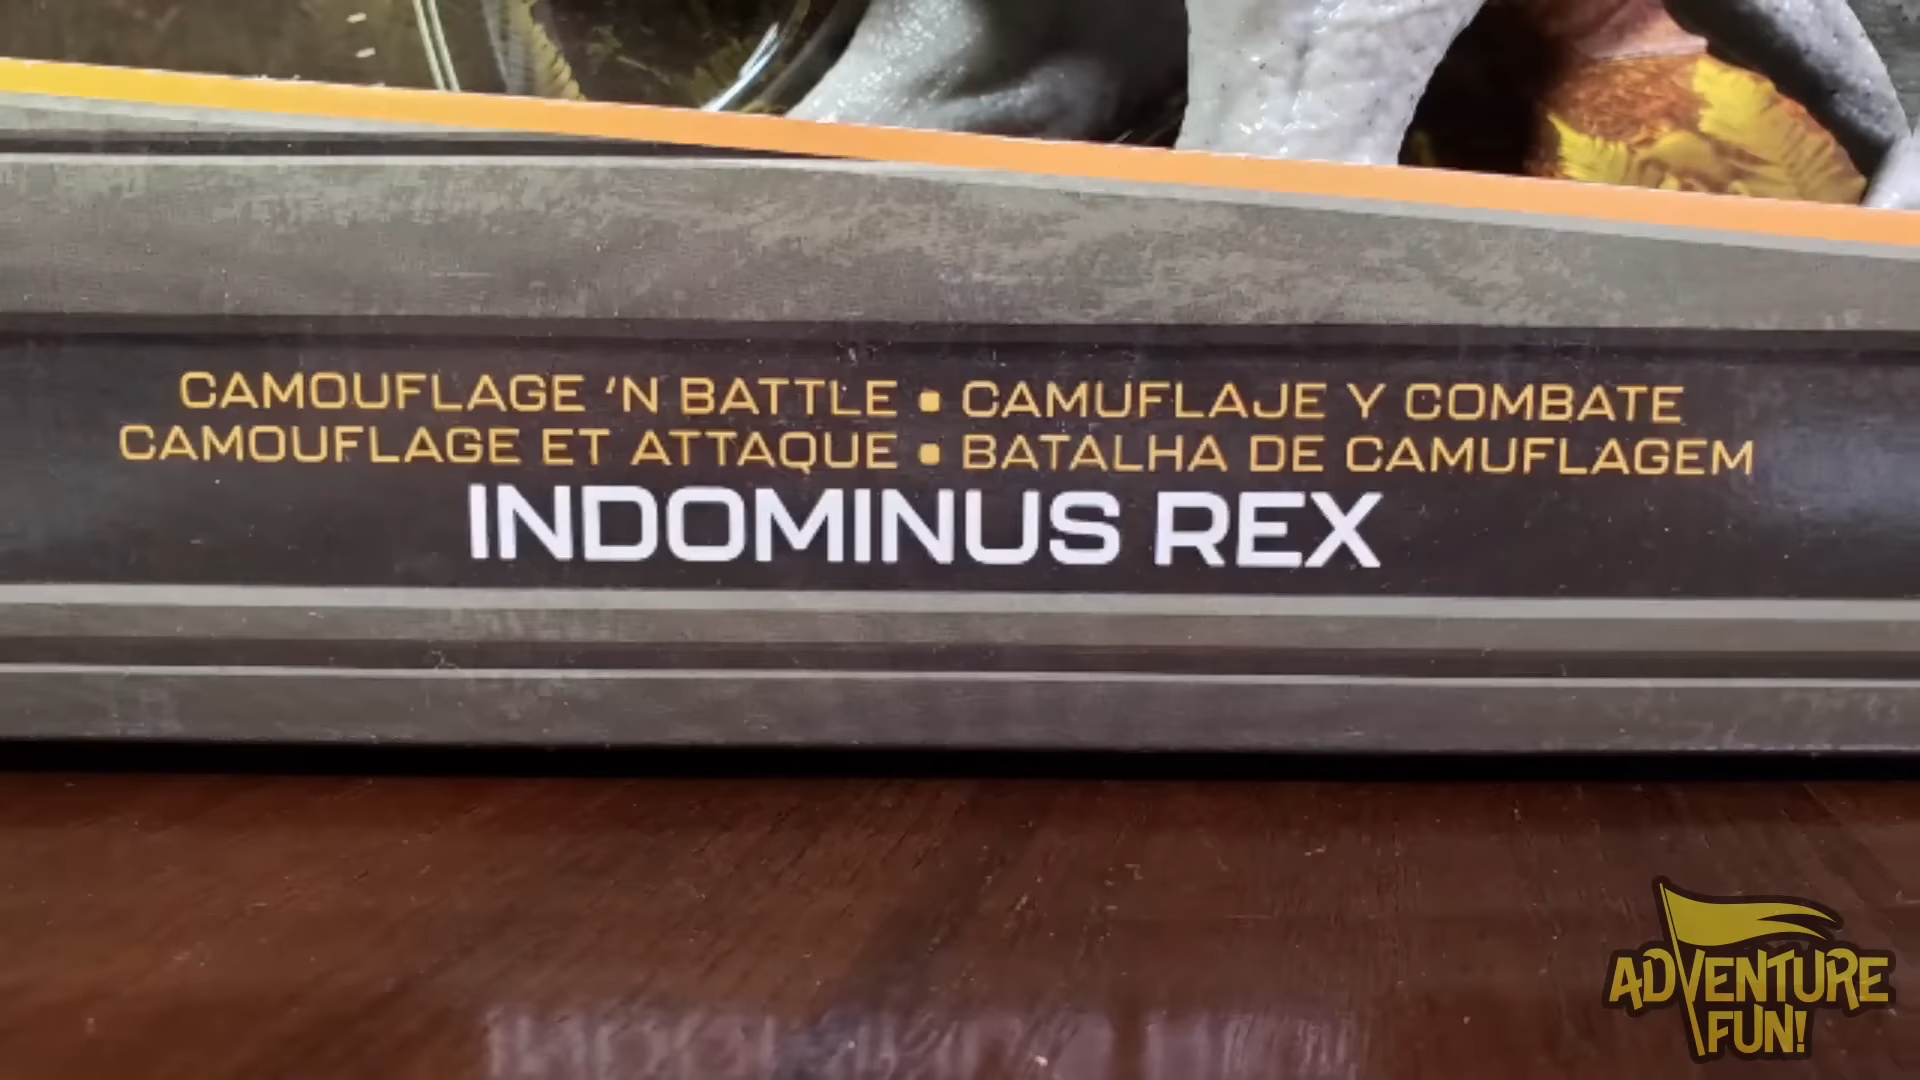 CAMOUFLAGE 'N BATTLE ▪ CAMUFLAJE Y COMBATE
CAMOUFLAGE ET ATTAQUE ▪ BATALHA DE CAMUFLAGEM
INDOMINUS REX
ADVENTURE
FUN!